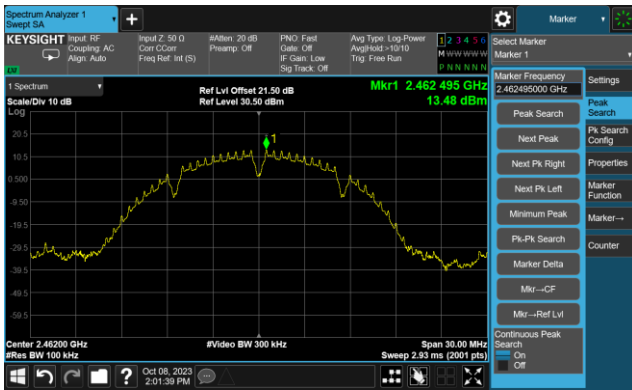 Spectrum Analyzer 1
Swept SA
+
Marker
KEYSIGHT
Input: RF
Coupling: AC
Align: Auto
Input Z: 50 Ω
Corr CCorr
Freq Ref: Int (S)
#Atten: 20 dB
Preamp: Off
PNO: Fast
Gate: Off
IF Gain: Low
Sig Track: Off
Avg Type: Log-Power
Avg|Hold:>10/10
Trig: Free Run
1 2 3 4 5 6
M W W W W W
P N N N N N
Select Marker
Marker 1
LW
1 Spectrum
Scale/Div 10 dB
Log
Ref Lvl Offset 21.50 dB
Ref Level 30.50 dBm
Mkr1 2.462 495 GHz
13.48 dBm
1
20.5
10.5
0.500
-9.50
-19.5
-29.5
-39.5
-49.5
-59.5
Center 2.46200 GHz
#Res BW 100 kHz
#Video BW 300 kHz
Span 30.00 MHz
Sweep 2.93 ms (2001 pts)
Marker Frequency
2.462495000 GHz
Peak Search
Next Peak
Next Pk Right
Next Pk Left
Minimum Peak
Pk-Pk Search
Marker Delta
Mkr→CF
Mkr→Ref Lvl
Continuous Peak
Search
On
Off
Settings
Peak
Search
Pk Search
Config
Properties
Marker
Function
Marker→
Counter
?
Oct 08, 2023
2:01:39 PM